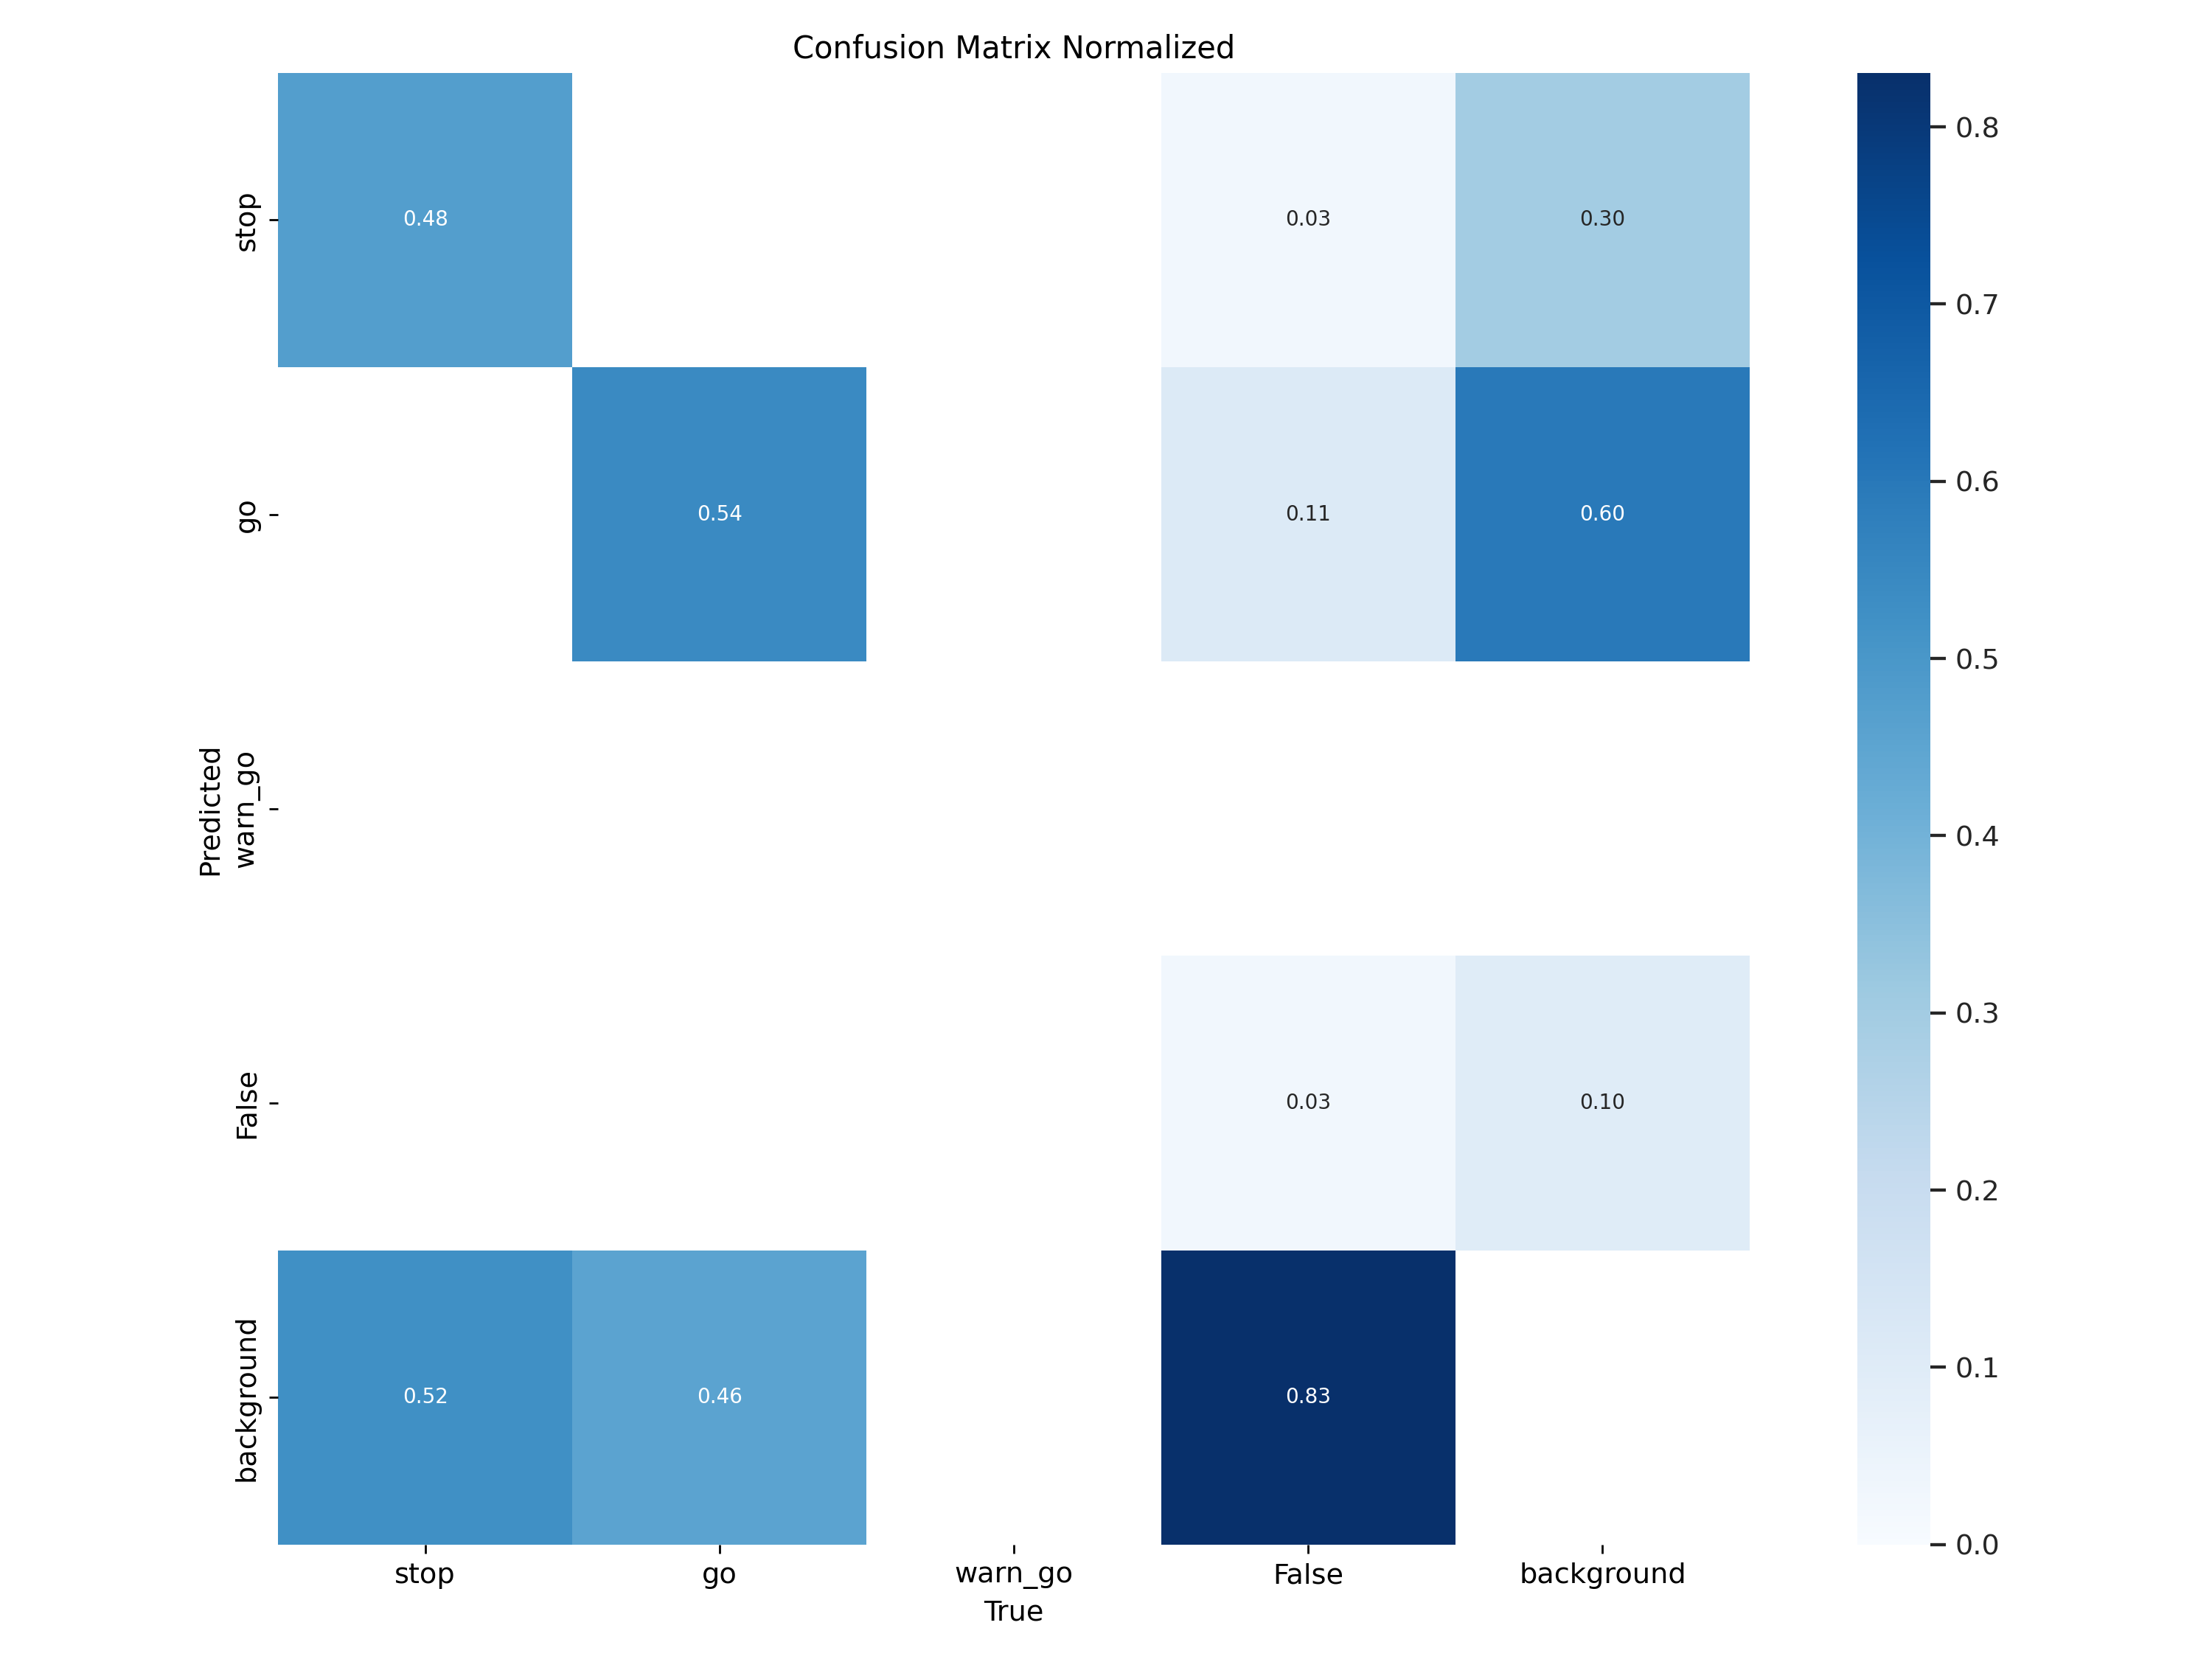 Confusion Matrix Normalized
Predicted
stop
0.48
0.03
0.30
go
0.54
0.11
0.60
warn_go
False
0.03
0.10
background
0.52
0.46
0.83
stop
go
warn_go
False
background
True
0.8
0.7
0.6
0.5
0.4
0.3
0.2
0.1
0.0